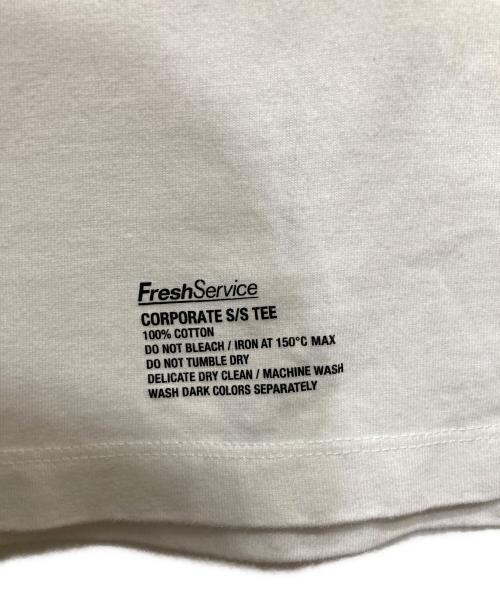 FreshService
CORPORATE S/S TEE
100% COTTON
DO NOT BLEACH / IRON AT 150°C MAX
DO NOT TUMBLE DRY
DELICATE DRY CLEAN / MACHINE WASH
WASH DARK COLORS SEPARATELY